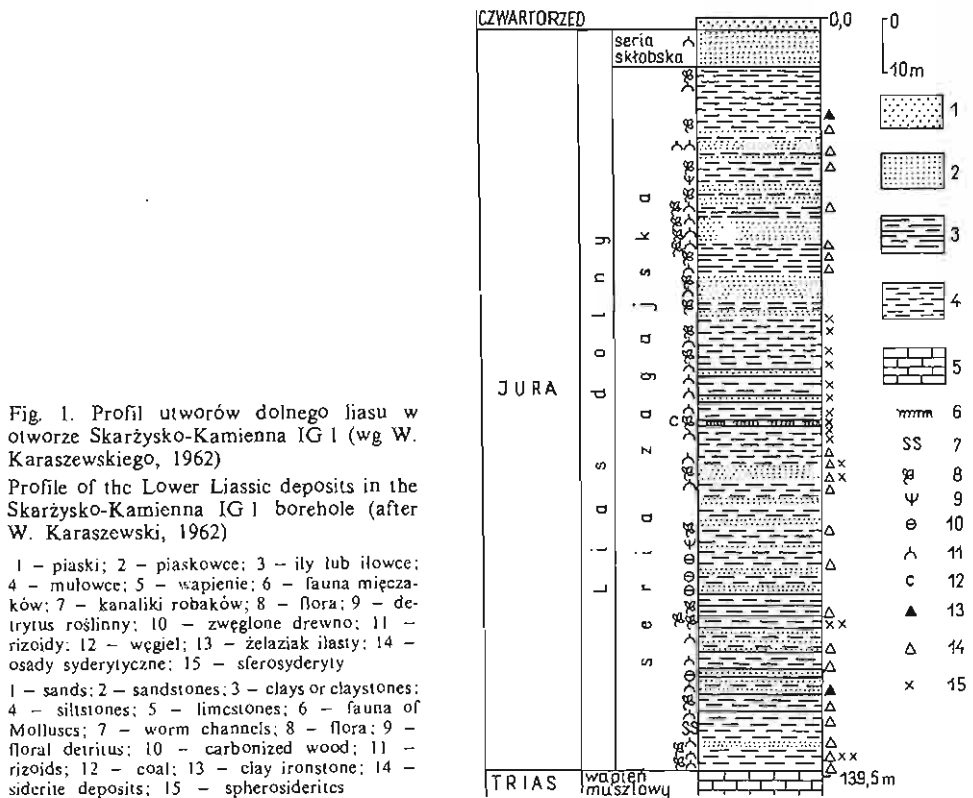 CZWARTORZĘD
0,0
0
10m
seria
skłobska
JURA
Lias dolny
seria zagajska
C
SS
TRIAS
wapień
muszlowy
139,5m
1
2
3
4
5
6
SS 7
8
Ψ 9
Ɵ 10
11
C 12
▲ 13
△ 14
× 15
Fig. 1. Profil utworów dolnego liasu w
otworze Skarżysko-Kamienna IG 1 (wg W.
Karaszewskiego, 1962)
Profile of the Lower Liassic deposits in the
Skarżysko-Kamienna IG 1 borehole (after
W. Karaszewski, 1962)
1 – piaski; 2 – piaskowce; 3 – iły lub iłowce;
4 – mułowce; 5 – wapienie; 6 – fauna mięcza-
ków; 7 – kanaliki robaków; 8 – flora; 9 – de-
trytus roślinny; 10 – zwęglone drewno; 11 –
rizoidy; 12 – węgiel; 13 – żelaziak ilasty; 14 –
osady syderytyczne; 15 – sferosyderyty
1 – sands; 2 – sandstones; 3 – clays or claystones;
4 – siltstones; 5 – limestones; 6 – fauna of
Molluscs; 7 – worm channels; 8 – flora; 9 –
floral detritus; 10 – carbonized wood; 11 –
rizoids; 12 – coal; 13 – clay ironstone; 14 –
siderite deposits; 15 – spherosiderites